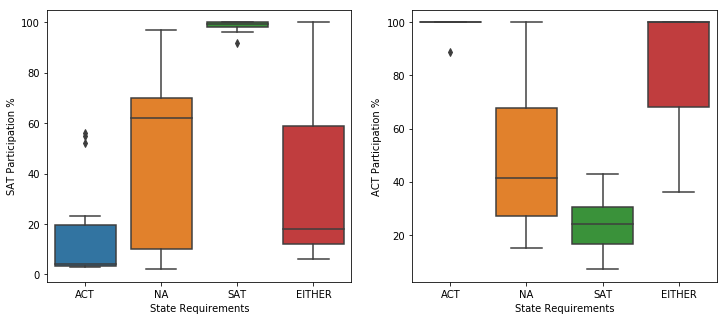 100
80
60
40
20
0
SAT Participation %
ACT NA SAT EITHER
State Requirements
100
80
60
40
20
ACT Participation %
ACT NA SAT EITHER
State Requirements